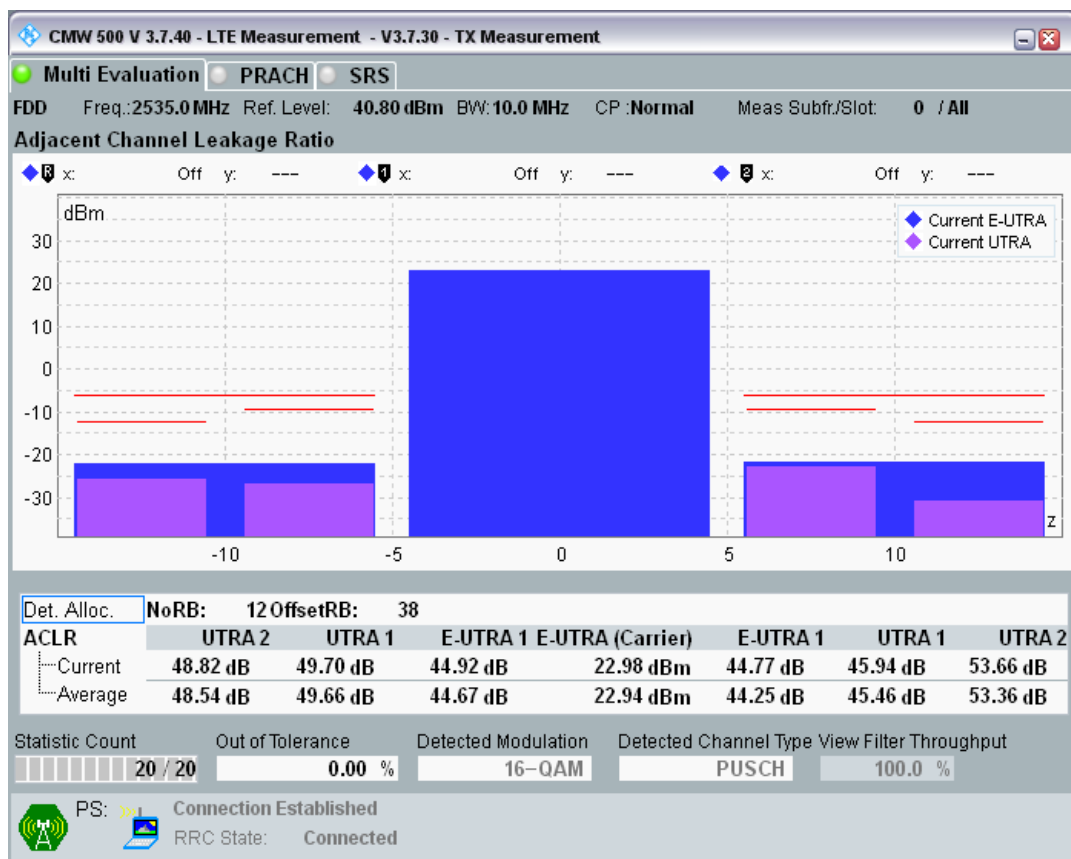 CMW 500 V 3.7.40 - LTE Measurement - V3.7.30 - TX Measurement
Multi Evaluation PRACH SRS
FDD Freq.:2535.0 MHz Ref. Level: 40.80 dBm BW: 10.0 MHz CP :Normal Meas Subfr./Slot: 0 / All
Adjacent Channel Leakage Ratio
R x: Off y: --- 1 x: Off y: --- 2 x: Off y: ---
dBm
Current E-UTRA
Current UTRA
30
20
10
0
-10
-20
-30
z
-10 -5 0 5 10
Det. Alloc. NoRB: 12 OffsetRB: 38
ACLR UTRA 2 UTRA 1 E-UTRA 1 E-UTRA (Carrier) E-UTRA 1 UTRA 1 UTRA 2
Current 48.82 dB 49.70 dB 44.92 dB 22.98 dBm 44.77 dB 45.94 dB 53.66 dB
Average 48.54 dB 49.66 dB 44.67 dB 22.94 dBm 44.25 dB 45.46 dB 53.36 dB
Statistic Count Out of Tolerance Detected Modulation Detected Channel Type View Filter Throughput
20 / 20 0.00 % 16-QAM PUSCH 100.0 %
PS: Connection Established
RRC State: Connected